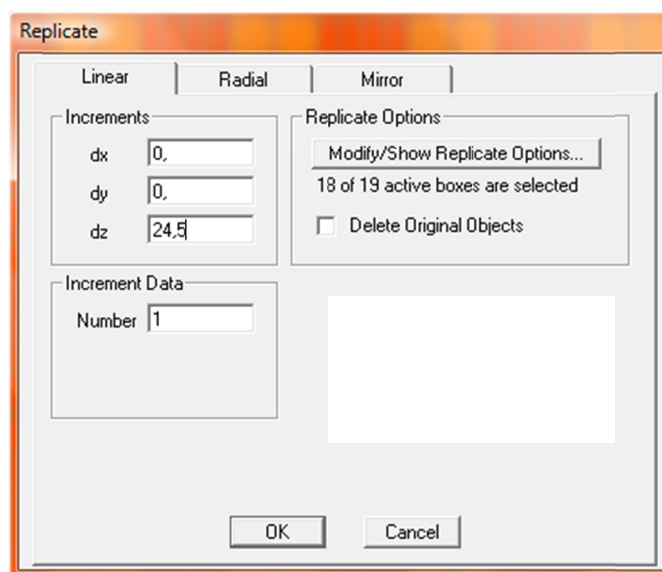 Replicate
Linear
Radial
Mirror
Increments
dx 0,
dy 0,
dz 24,5
Replicate Options
Modify/Show Replicate Options...
18 of 19 active boxes are selected
Delete Original Objects
Increment Data
Number 1
OK
Cancel